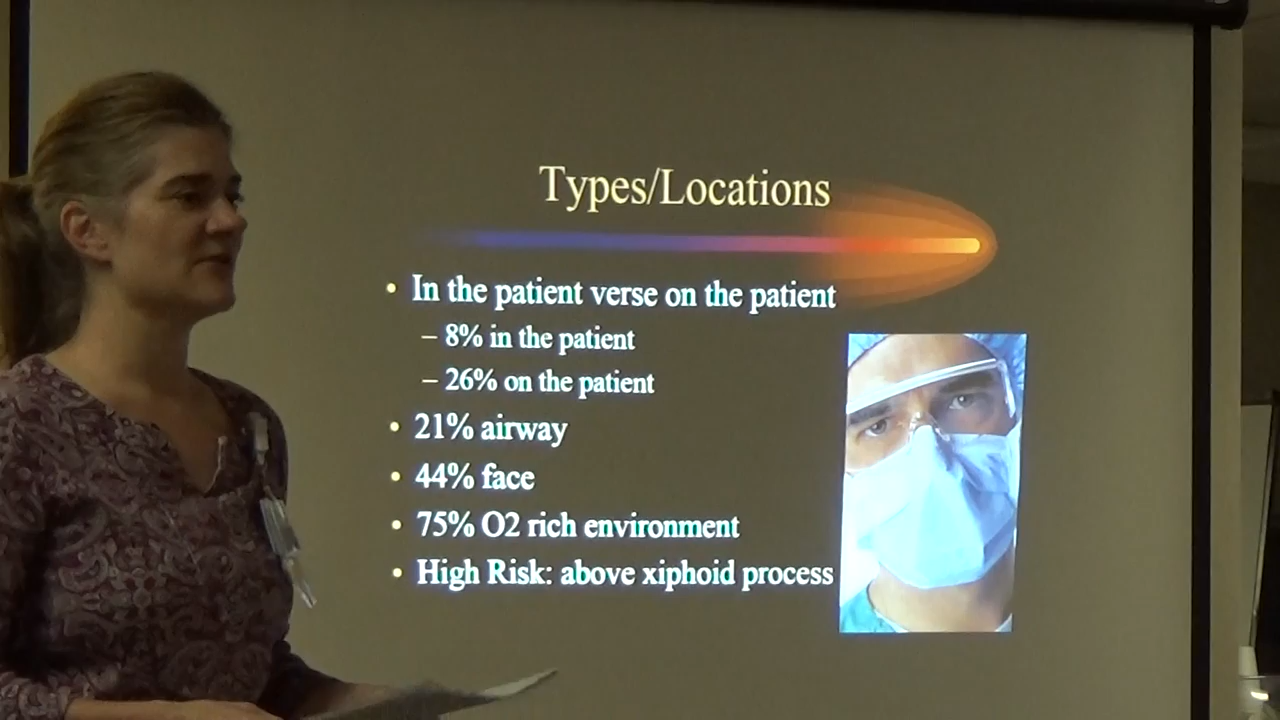 Types/Locations
• In the patient verse on the patient
– 8% in the patient
– 26% on the patient
• 21% airway
• 44% face
• 75% O2 rich environment
• High Risk: above xiphoid process